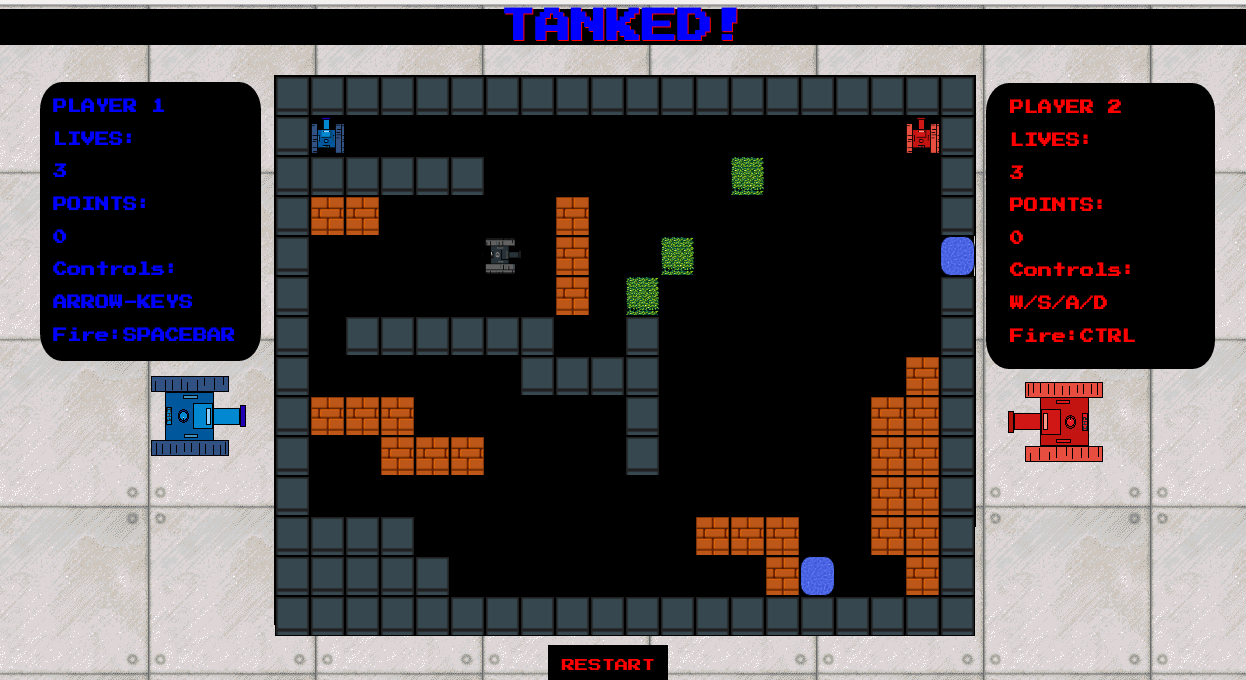 TANKED!
PLAYER 1
LIVES:
3
POINTS:
0
Controls:
ARROW-KEYS
Fire:SPACEBAR
PLAYER 2
LIVES:
3
POINTS:
0
Controls:
W/S/A/D
Fire:CTRL
RESTART